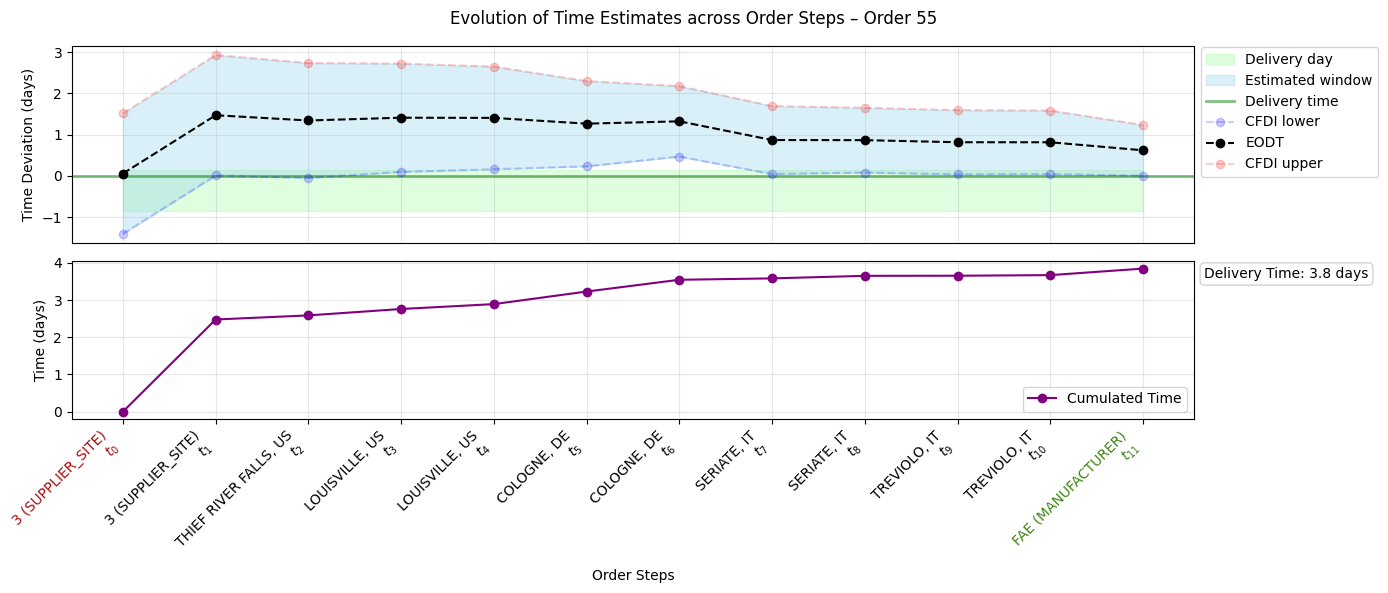 Evolution of Time Estimates across Order Steps – Order 55
Time Deviation (days)
3
2
1
0
−1
Delivery day
Estimated window
Delivery time
CFDI lower
EODT
CFDI upper
Time (days)
4
3
2
1
0
Delivery Time: 3.8 days
Cumulated Time
3 (SUPPLIER_SITE)
t0
3 (SUPPLIER_SITE)
t1
THIEF RIVER FALLS, US
t2
LOUISVILLE, US
t3
LOUISVILLE, US
t4
COLOGNE, DE
t5
COLOGNE, DE
t6
SERIATE, IT
t7
SERIATE, IT
t8
TREVIOLO, IT
t9
TREVIOLO, IT
t10
FAE (MANUFACTURER)
t11
Order Steps